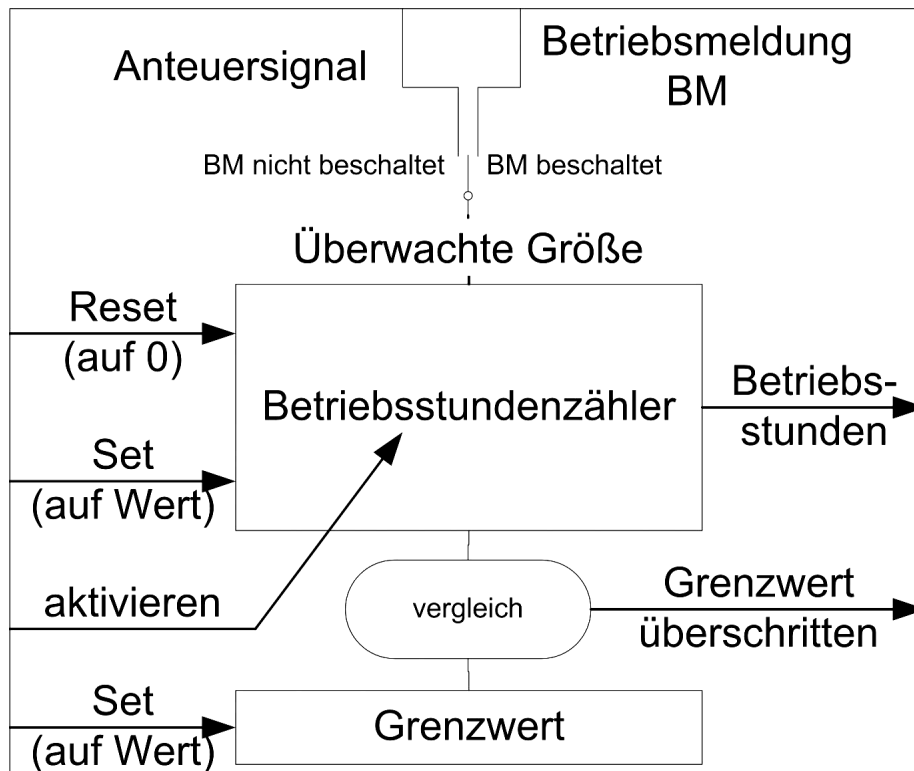 Anteuersignal
Betriebsmeldung
BM
BM nicht beschaltet
BM beschaltet
Überwachte Größe
Reset
(auf 0)
Betriebsstundenzähler
Betriebs-
stunden
Set
(auf Wert)
aktivieren
vergleich
Grenzwert
überschritten
Set
(auf Wert)
Grenzwert